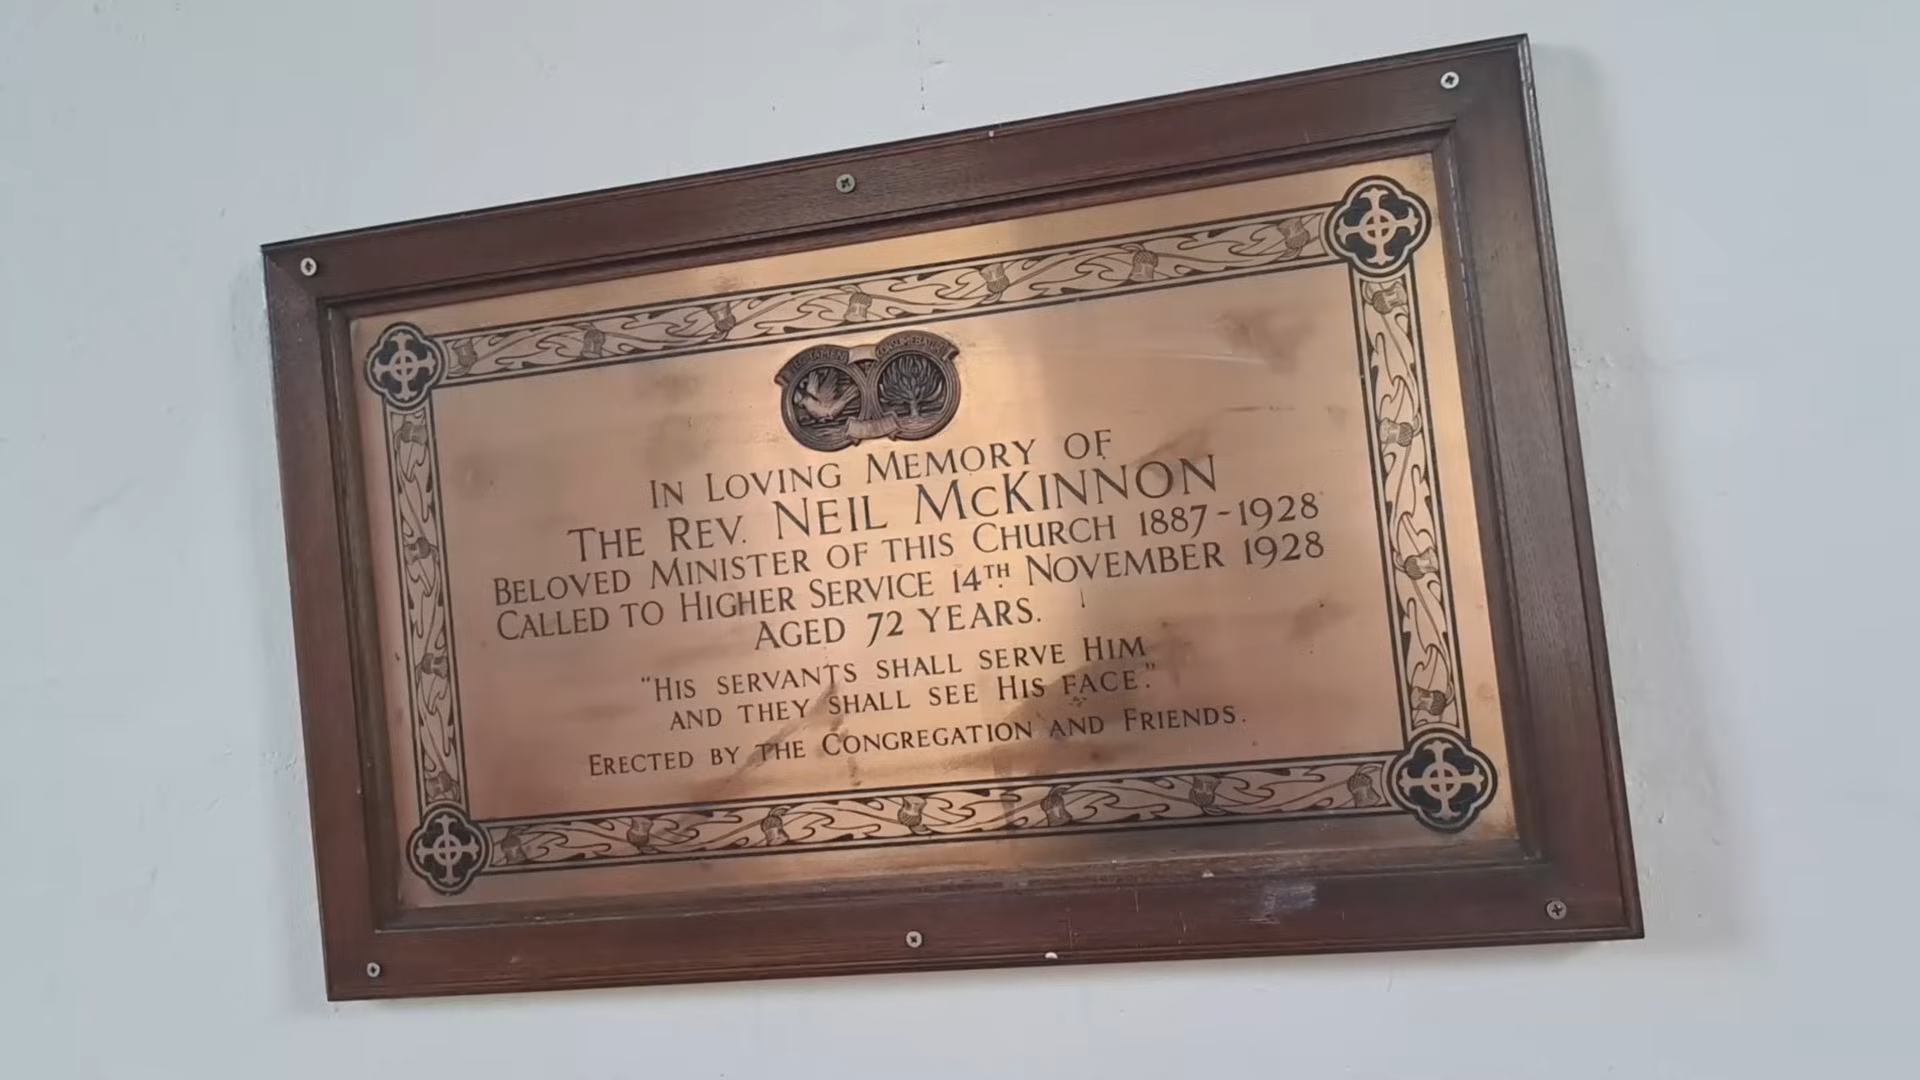 IN LOVING MEMORY OF
THE REV. NEIL MCKINNON
BELOVED MINISTER OF THIS CHURCH 1887-1928
CALLED TO HIGHER SERVICE 14TH NOVEMBER 1928
AGED 72 YEARS.
"HIS SERVANTS SHALL SERVE HIM
AND THEY SHALL SEE HIS FACE."
ERECTED BY THE CONGREGATION AND FRIENDS.